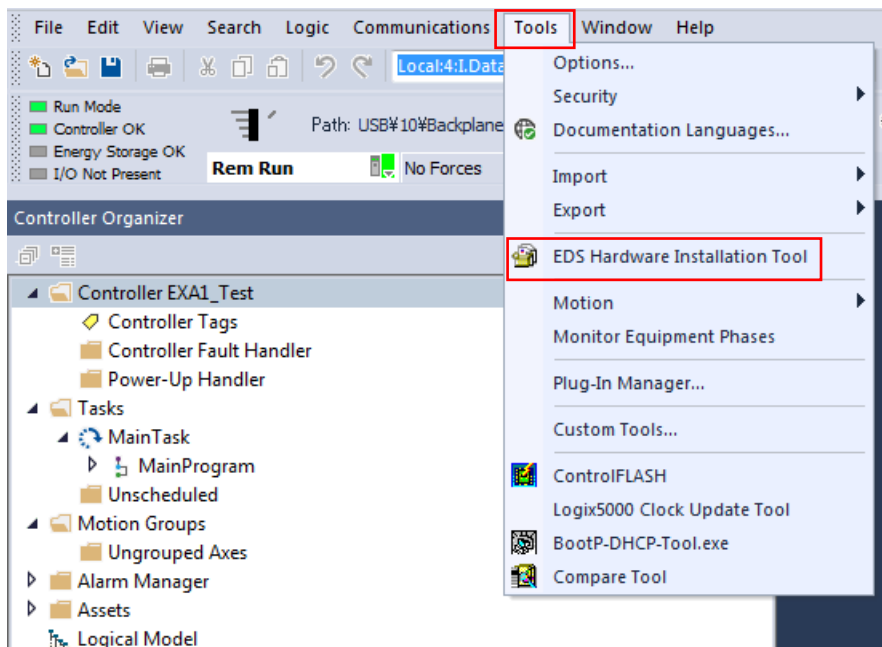 File Edit View Search Logic Communications Tools Window Help
Local:4:I.Data
Run Mode
Controller OK
Energy Storage OK
I/O Not Present
Path: USB¥10¥Backplane
Rem Run
No Forces
Controller Organizer
Controller EXA1_Test
Controller Tags
Controller Fault Handler
Power-Up Handler
Tasks
MainTask
MainProgram
Unscheduled
Motion Groups
Ungrouped Axes
Alarm Manager
Assets
Logical Model
Options...
Security
Documentation Languages...
Import
Export
EDS Hardware Installation Tool
Motion
Monitor Equipment Phases
Plug-In Manager...
Custom Tools...
ControlFLASH
Logix5000 Clock Update Tool
BootP-DHCP-Tool.exe
Compare Tool